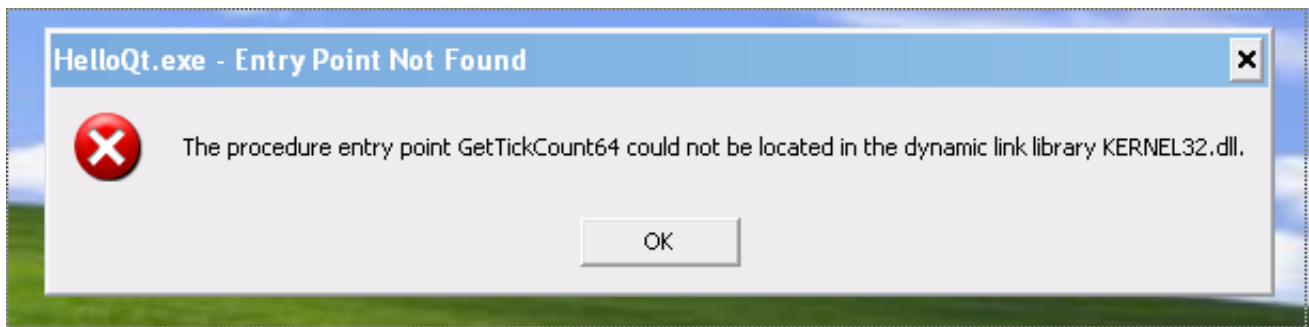 HelloQt.exe - Entry Point Not Found
The procedure entry point GetTickCount64 could not be located in the dynamic link library KERNEL32.dll.
OK